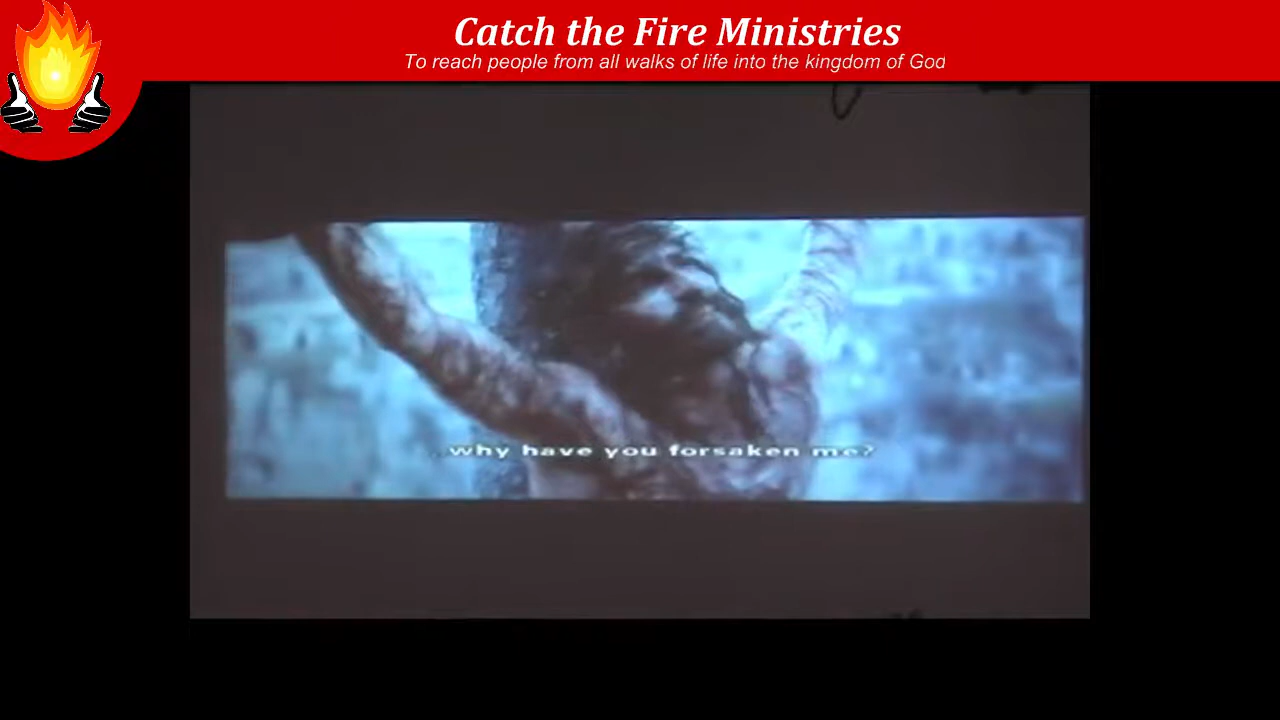 Catch the Fire Ministries
To reach people from all walks of life into the kingdom of God
..why have you forsaken me?